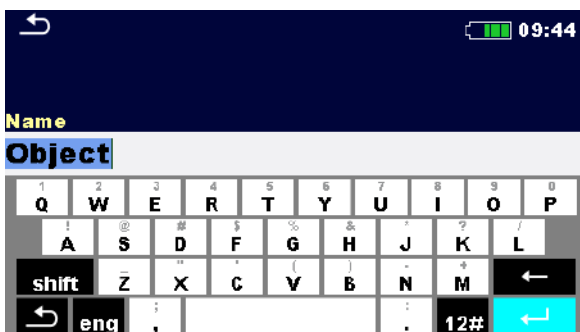 09:44
Name
Object
1 2 3 4 5 6 7 8 9 0
Q W E R T Y U I O P
! @ # $ % & * ? /
A S D F G H J K L
_ " ' ( ) - +
shift Z X C V B N M
; :
eng , . 12#